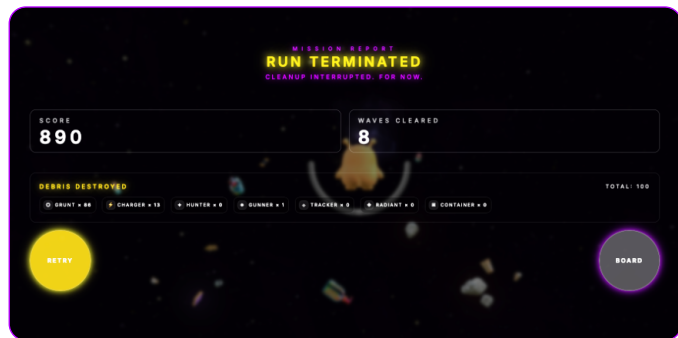 MISSION REPORT
RUN TERMINATED
CLEANUP INTERRUPTED. FOR NOW.
SCORE
890
WAVES CLEARED
8
DEBRIS DESTROYED
TOTAL: 100
GRUNT × 86
CHARGER × 13
HUNTER × 0
GUNNER × 1
TRACKER × 0
RADIANT × 0
CONTAINER × 0
RETRY
BOARD